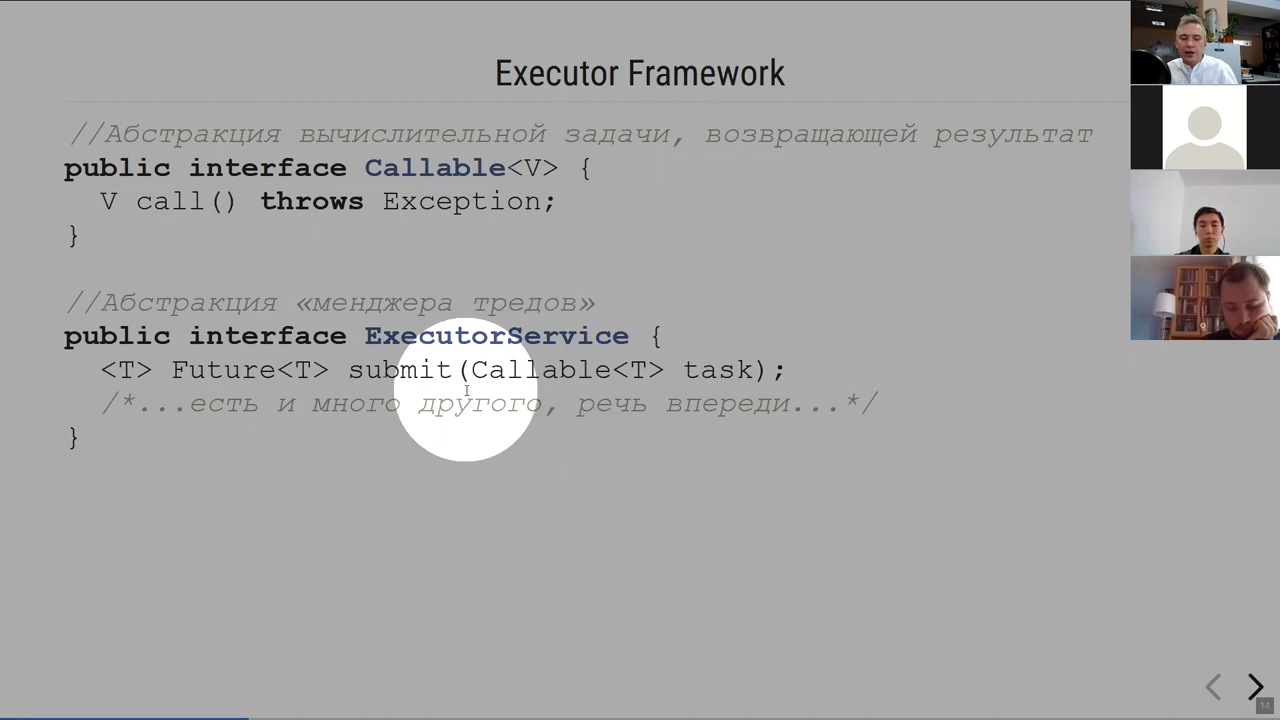 Executor Framework
//Абстракция вычислительной задачи, возвращающей результат
public interface Callable<V> {
V call() throws Exception;
}
//Абстракция «менджера тредов»
public interface ExecutorService {
<T> Future<T> submit(Callable<T> task);
/*...есть и много другого, речь впереди...*/
}
14